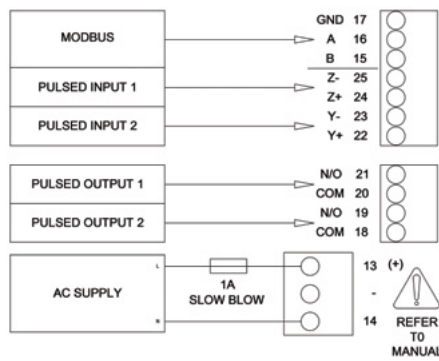 MODBUS
GND 17
A 16
B 15
PULSED INPUT 1
Z- 25
Z+ 24
PULSED INPUT 2
Y- 23
Y+ 22
PULSED OUTPUT 1
N/O 21
COM 20
PULSED OUTPUT 2
N/O 19
COM 18
AC SUPPLY
L
N
1A
SLOW BLOW
13 (+)
-
14
REFER
TO
MANUAL